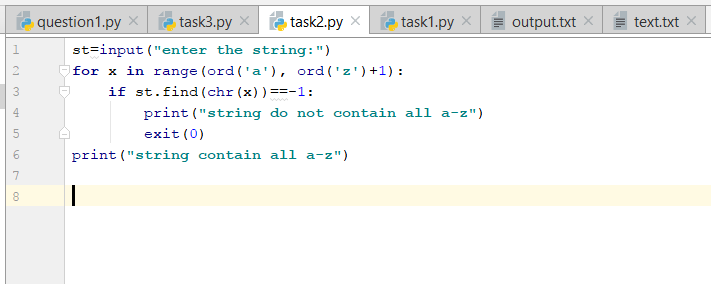 question1.py task3.py task2.py task1.py output.txt text.txt
1 st=input("enter the string:")
2 for x in range(ord('a'), ord('z')+1):
3     if st.find(chr(x))==-1:
4         print("string do not contain all a-z")
5         exit(0)
6 print("string contain all a-z")
7
8